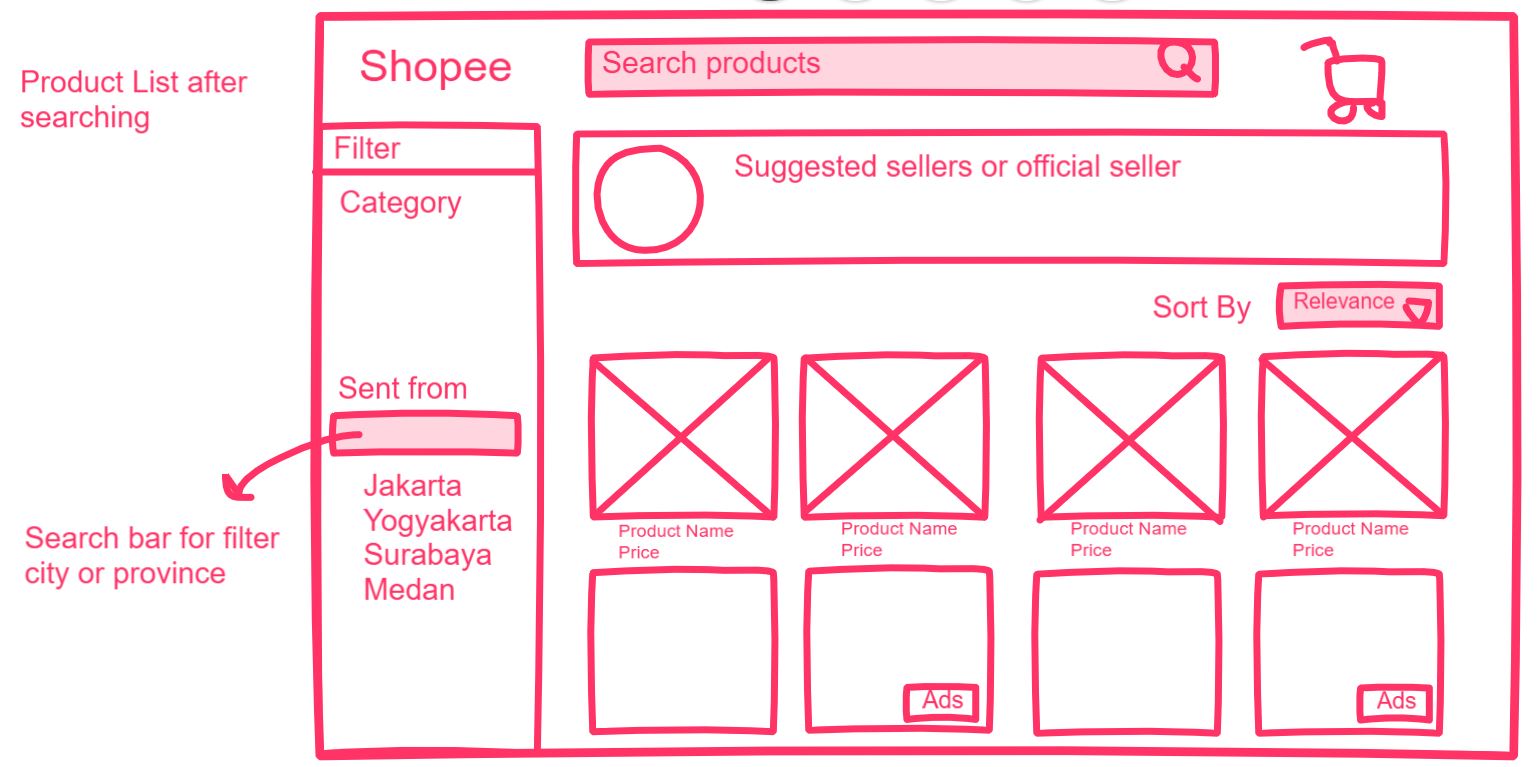 Product List after
searching
Shopee
Search products
Filter
Category
Suggested sellers or official seller
Sort By
Relevance
Sent from
Jakarta
Yogyakarta
Surabaya
Medan
Search bar for filter
city or province
Product Name
Price
Product Name
Price
Product Name
Price
Product Name
Price
Ads
Ads